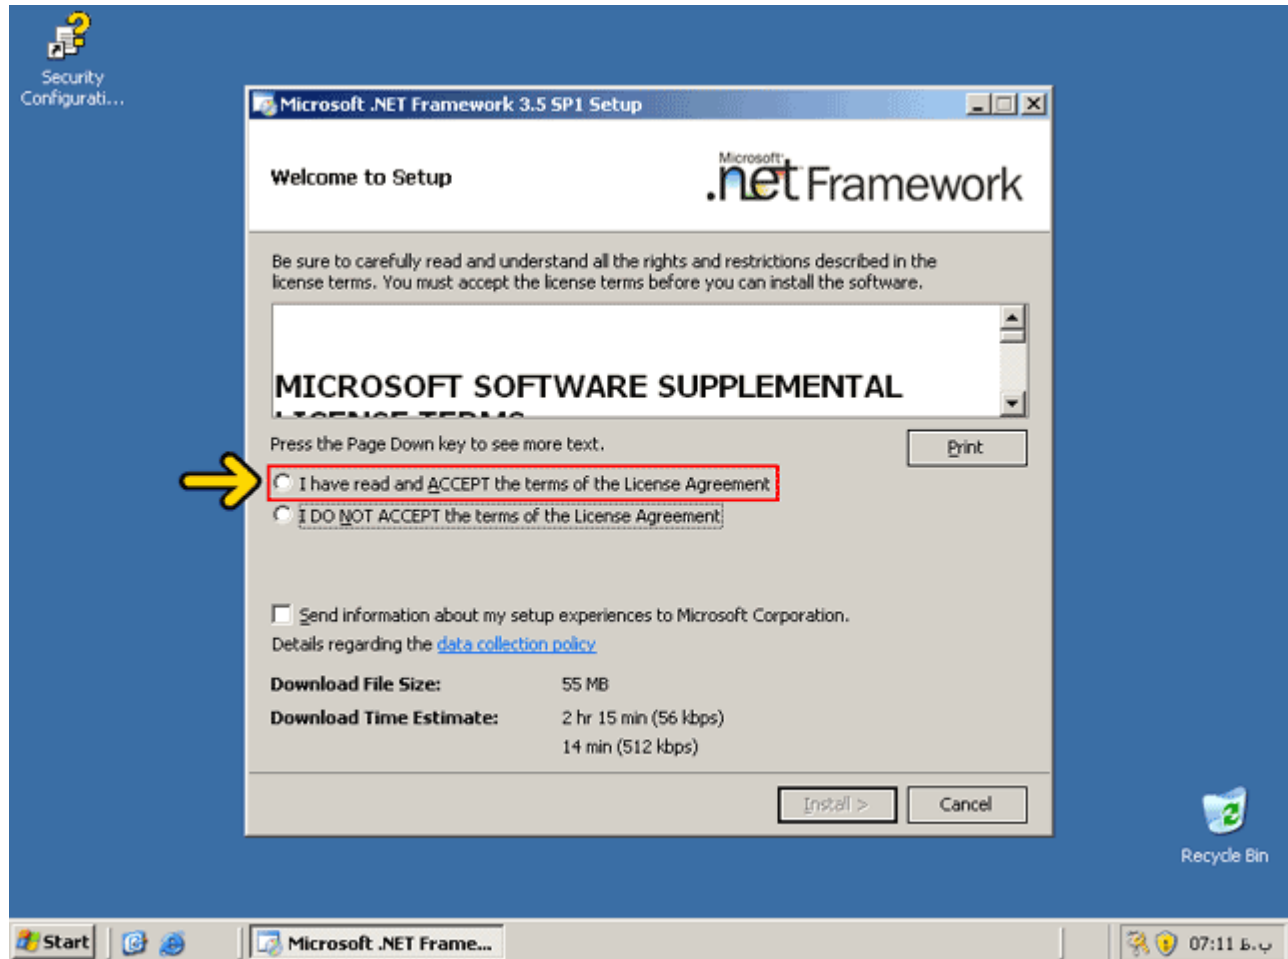 Security
Configurati...
Microsoft .NET Framework 3.5 SP1 Setup
Welcome to Setup
Microsoft
.net Framework
Be sure to carefully read and understand all the rights and restrictions described in the
license terms. You must accept the license terms before you can install the software.
MICROSOFT SOFTWARE SUPPLEMENTAL
LICENSE TERMS
Press the Page Down key to see more text.
Print
I have read and ACCEPT the terms of the License Agreement
I DO NOT ACCEPT the terms of the License Agreement
Send information about my setup experiences to Microsoft Corporation.
Details regarding the data collection policy
Download File Size: 55 MB
Download Time Estimate: 2 hr 15 min (56 kbps)
14 min (512 kbps)
Install >
Cancel
Recycle Bin
Start
Microsoft .NET Frame...
07:11 ب.ظ